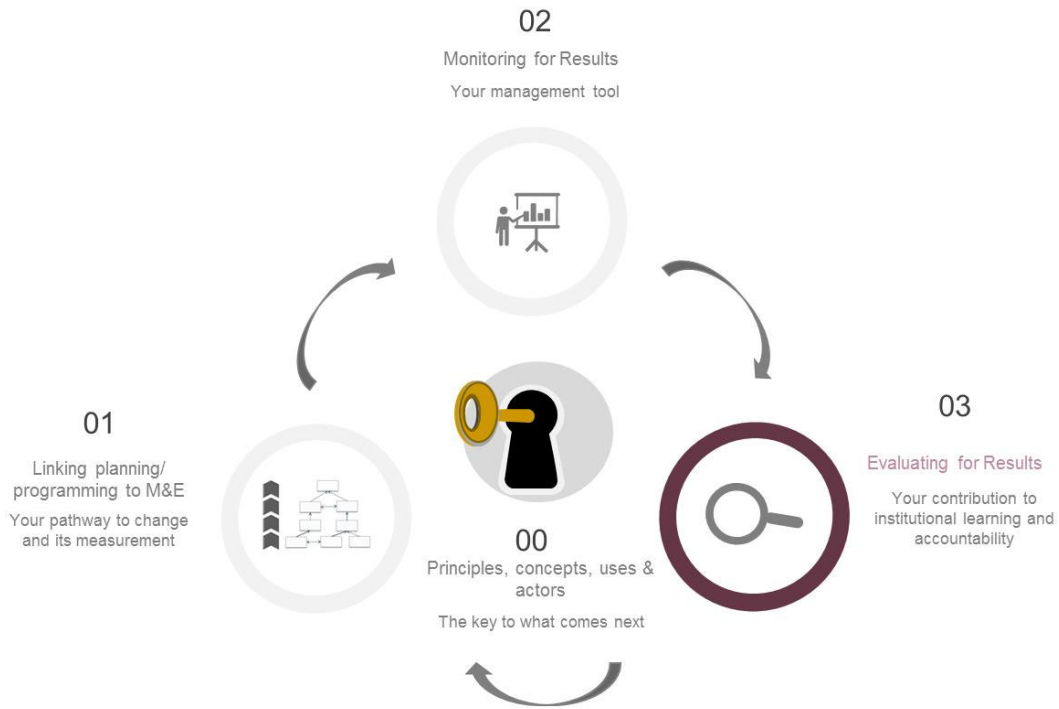 02
Monitoring for Results
Your management tool
01
Linking planning/
programming to M&E
Your pathway to change
and its measurement
03
Evaluating for Results
Your contribution to
institutional learning and
accountability
00
Principles, concepts, uses &
actors
The key to what comes next